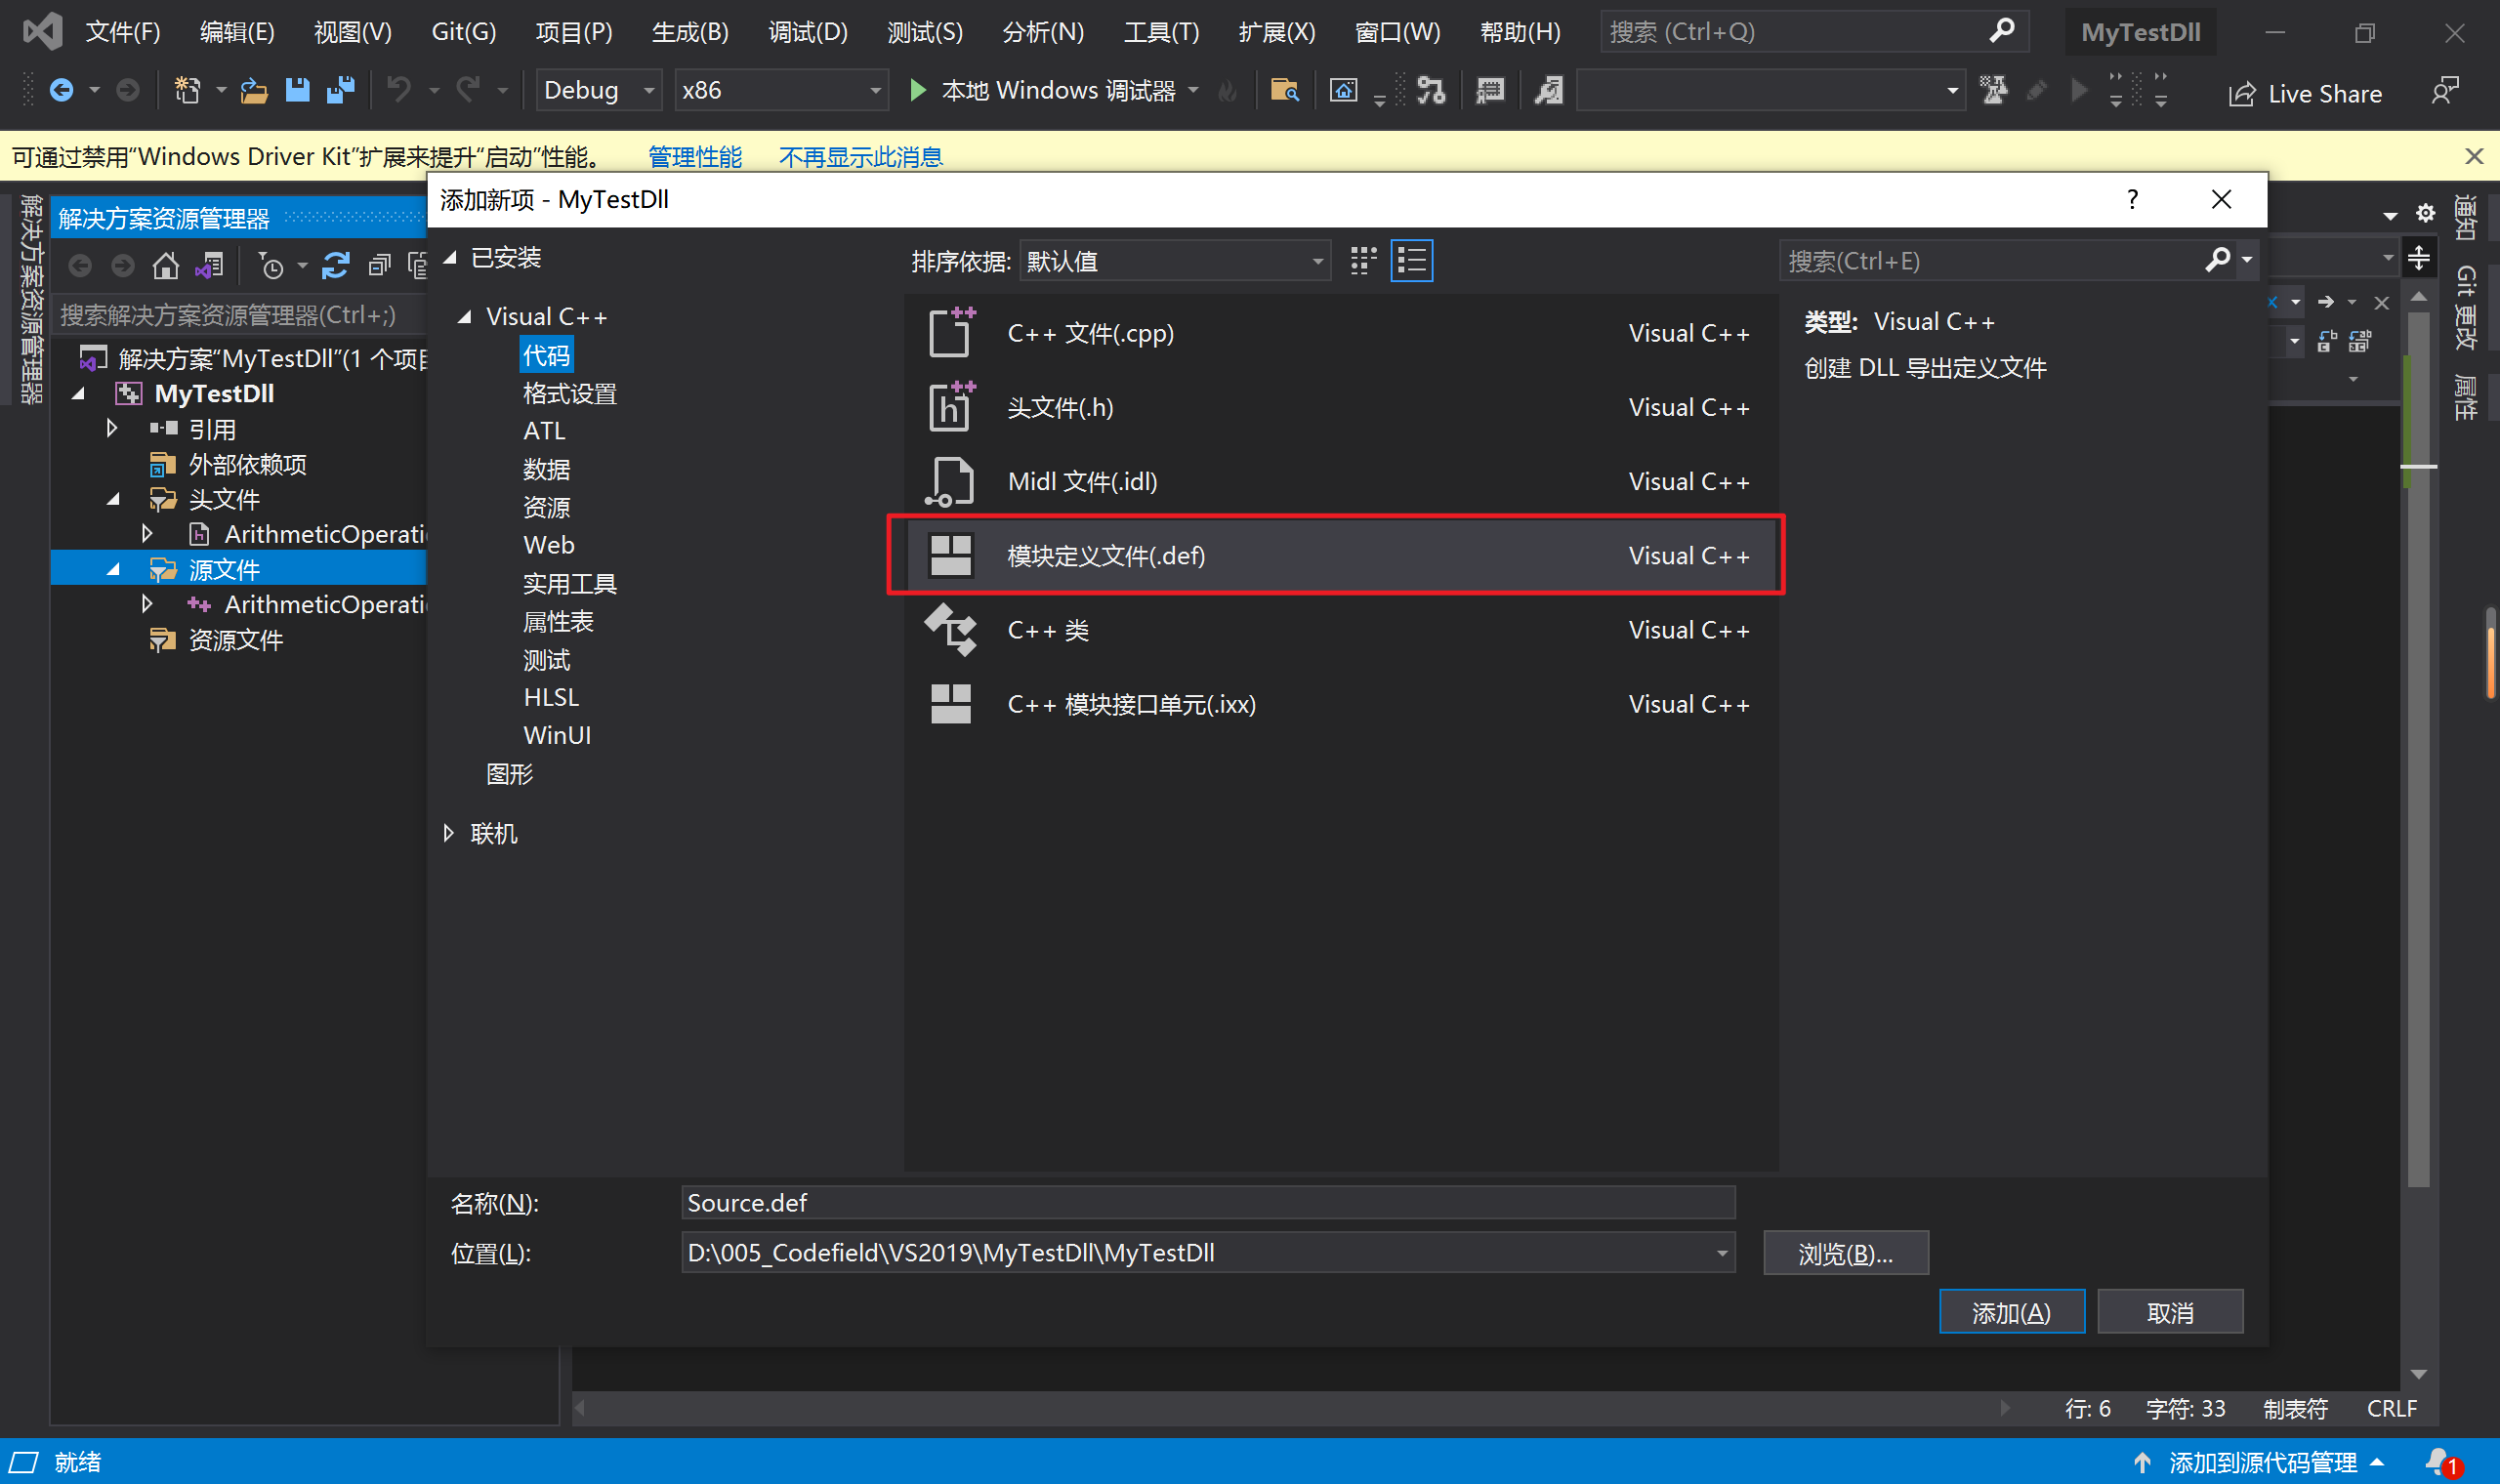 文件(F) 编辑(E) 视图(V) Git(G) 项目(P) 生成(B) 调试(D) 测试(S) 分析(N) 工具(T) 扩展(X) 窗口(W) 帮助(H) 搜索 (Ctrl+Q) MyTestDll
Debug x86 本地 Windows 调试器 Live Share
可通过禁用“Windows Driver Kit”扩展来提升“启动”性能。 管理性能 不再显示此消息
解决方案资源管理器
解决方案资源管理器
搜索解决方案资源管理器(Ctrl+;)
解决方案“MyTestDll”(1 个项目
MyTestDll
引用
外部依赖项
头文件
ArithmeticOperati
源文件
ArithmeticOperati
资源文件
添加新项 - MyTestDll ?
已安装
Visual C++
代码
格式设置
ATL
数据
资源
Web
实用工具
属性表
测试
HLSL
WinUI
图形
联机
排序依据: 默认值
搜索(Ctrl+E)
C++ 文件(.cpp) Visual C++
头文件(.h) Visual C++
Midl 文件(.idl) Visual C++
模块定义文件(.def) Visual C++
C++ 类 Visual C++
C++ 模块接口单元(.ixx) Visual C++
类型: Visual C++
创建 DLL 导出定义文件
名称(N): Source.def
位置(L): D:\005_Codefield\VS2019\MyTestDll\MyTestDll 浏览(B)...
添加(A) 取消
通知
Git 更改
属性
行: 6 字符: 33 制表符 CRLF
就绪 添加到源代码管理 1